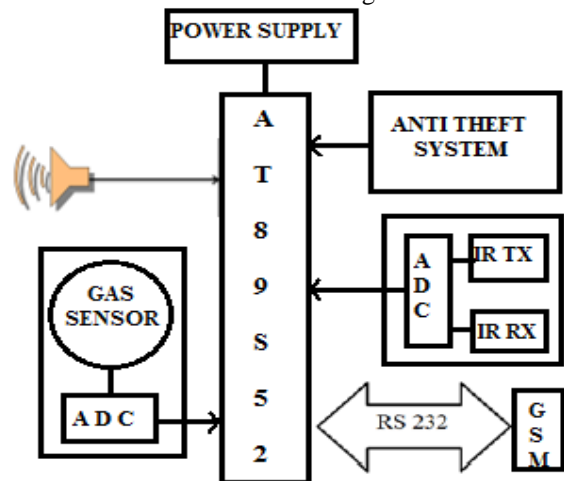 POWER SUPPLY
A
T
8
9
S
5
2
ANTI THEFT
SYSTEM
A
D
C
IR TX
IR RX
GAS
SENSOR
A D C
RS 232
G
S
M